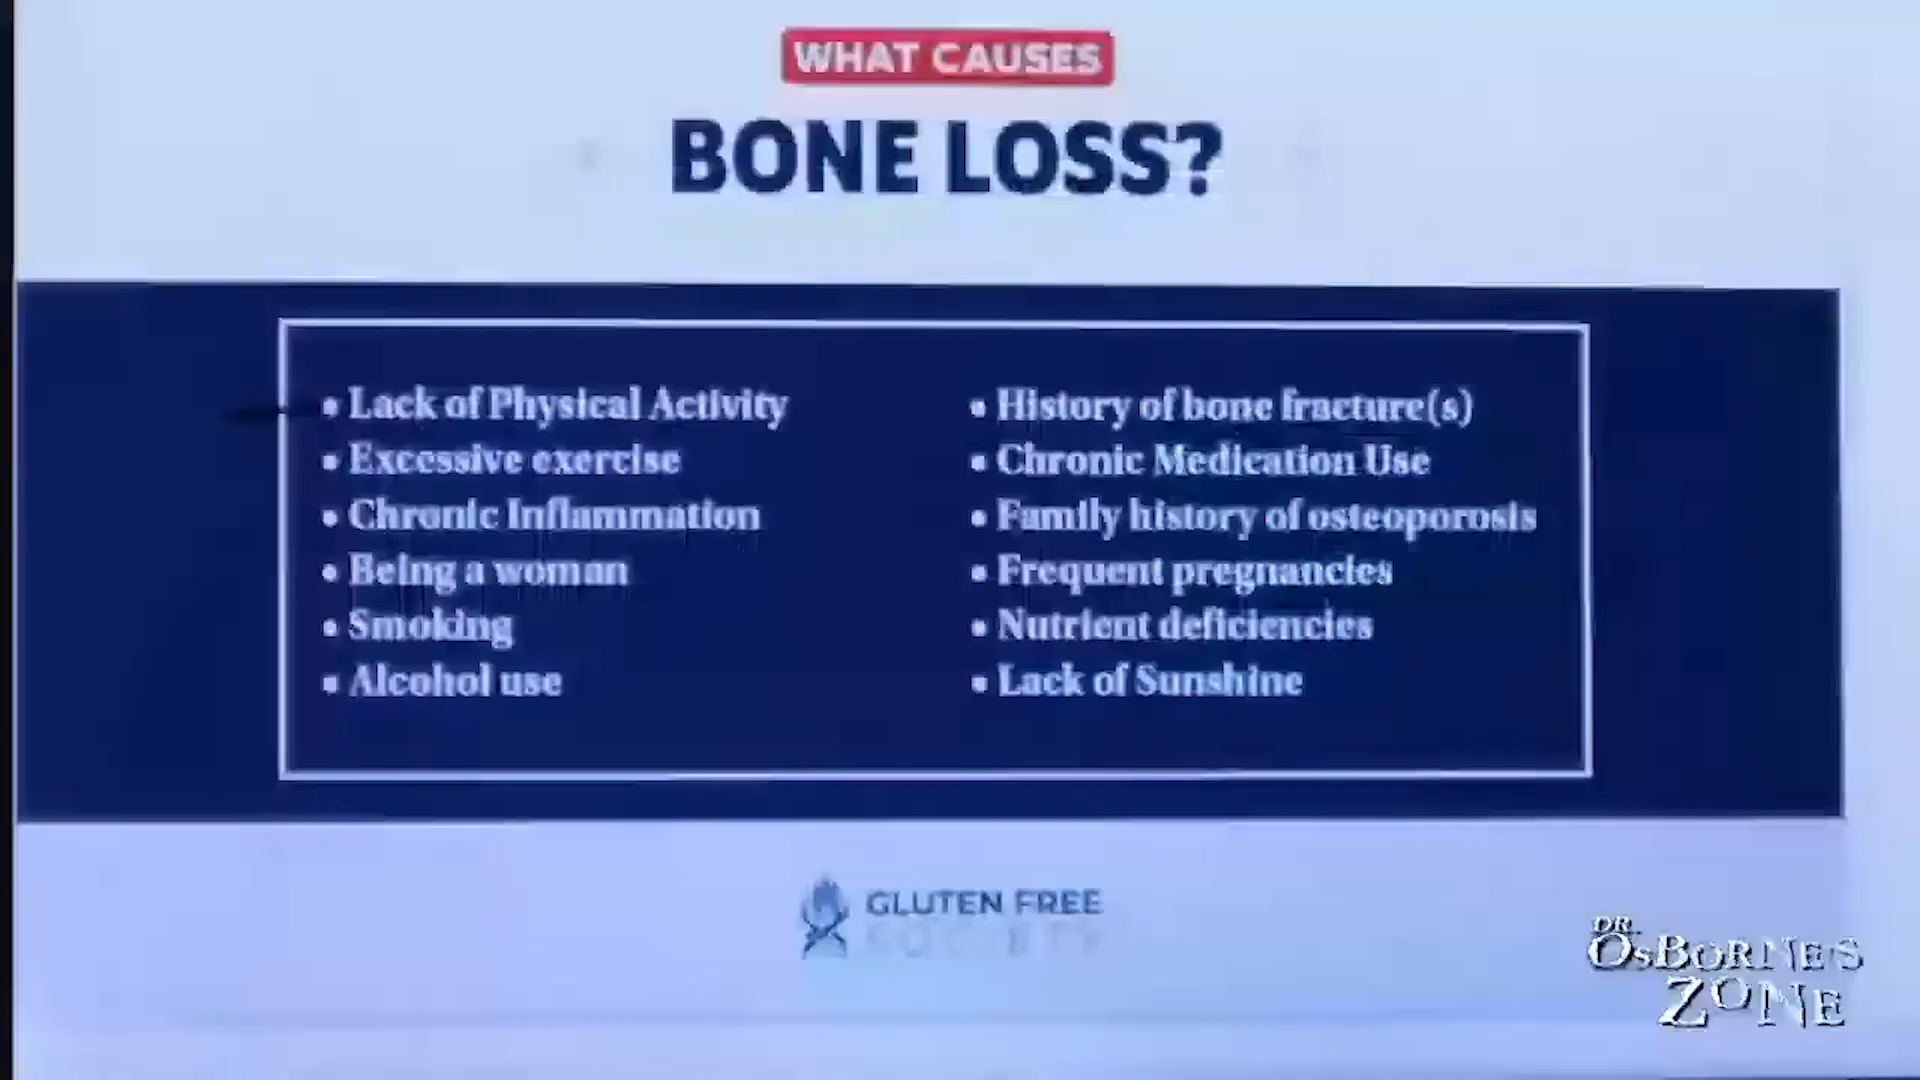 WHAT CAUSES
BONE LOSS?
• Lack of Physical Activity
• Excessive exercise
• Chronic Inflammation
• Being a woman
• Smoking
• Alcohol use
• History of bone fracture(s)
• Chronic Medication Use
• Family history of osteoporosis
• Frequent pregnancies
• Nutrient deficiencies
• Lack of Sunshine
GLUTEN FREE
SOCIETY
DR.
OSBORNE'S
ZONE